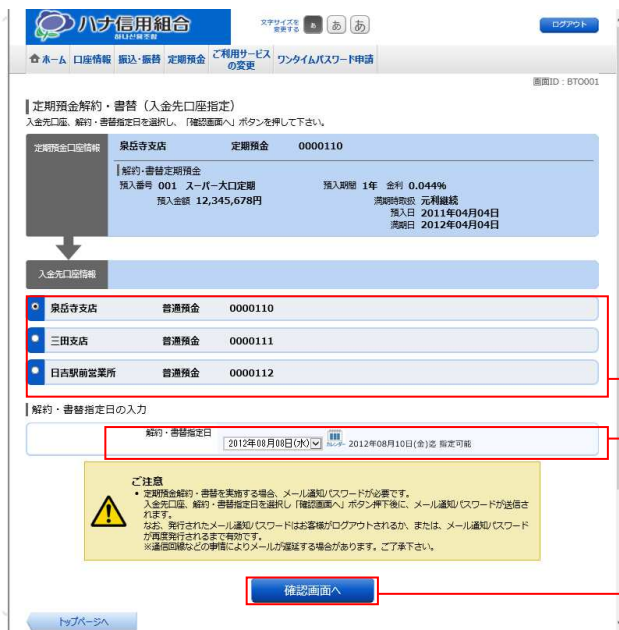 ハナ信用組合
하나신용조합
文字サイズを
変更する
あ あ あ
ログアウト
ホーム 口座情報 振込・振替 定期預金 ご利用サービス
の変更 ワンタイムパスワード申請
画面ID：BTO001
定期預金解約・書替（入金先口座指定）
入金先口座、解約・書替指定日を選択し、「確認画面へ」ボタンを押して下さい。
定期預金口座情報
泉岳寺支店 定期預金 0000110
解約・書替定期預金
預入番号 001 スーパー大口定期 預入期間 1年 金利 0.044%
預入金額 12,345,678円 満期時取扱 元利継続
預入日 2011年04月04日
満期日 2012年04月04日
入金先口座情報
泉岳寺支店 普通預金 0000110
三田支店 普通預金 0000111
日吉駅前営業所 普通預金 0000112
解約・書替指定日の入力
解約・書替指定日
2012年08月08日(水) カレンダー 2012年08月10日(金)迄 指定可能
ご注意
• 定期預金解約・書替を実施する場合、メール通知パスワードが必要です。
入金先口座、解約・書替指定日を選択し「確認画面へ」ボタン押下後に、メール通知パスワードが送信さ
れます。
なお、発行されたメール通知パスワードはお客様がログアウトされるか、または、メール通知パスワード
が再度発行されるまで有効です。
※通信回線などの事情によりメールが遅延する場合があります。ご了承下さい。
確認画面へ
トップページへ